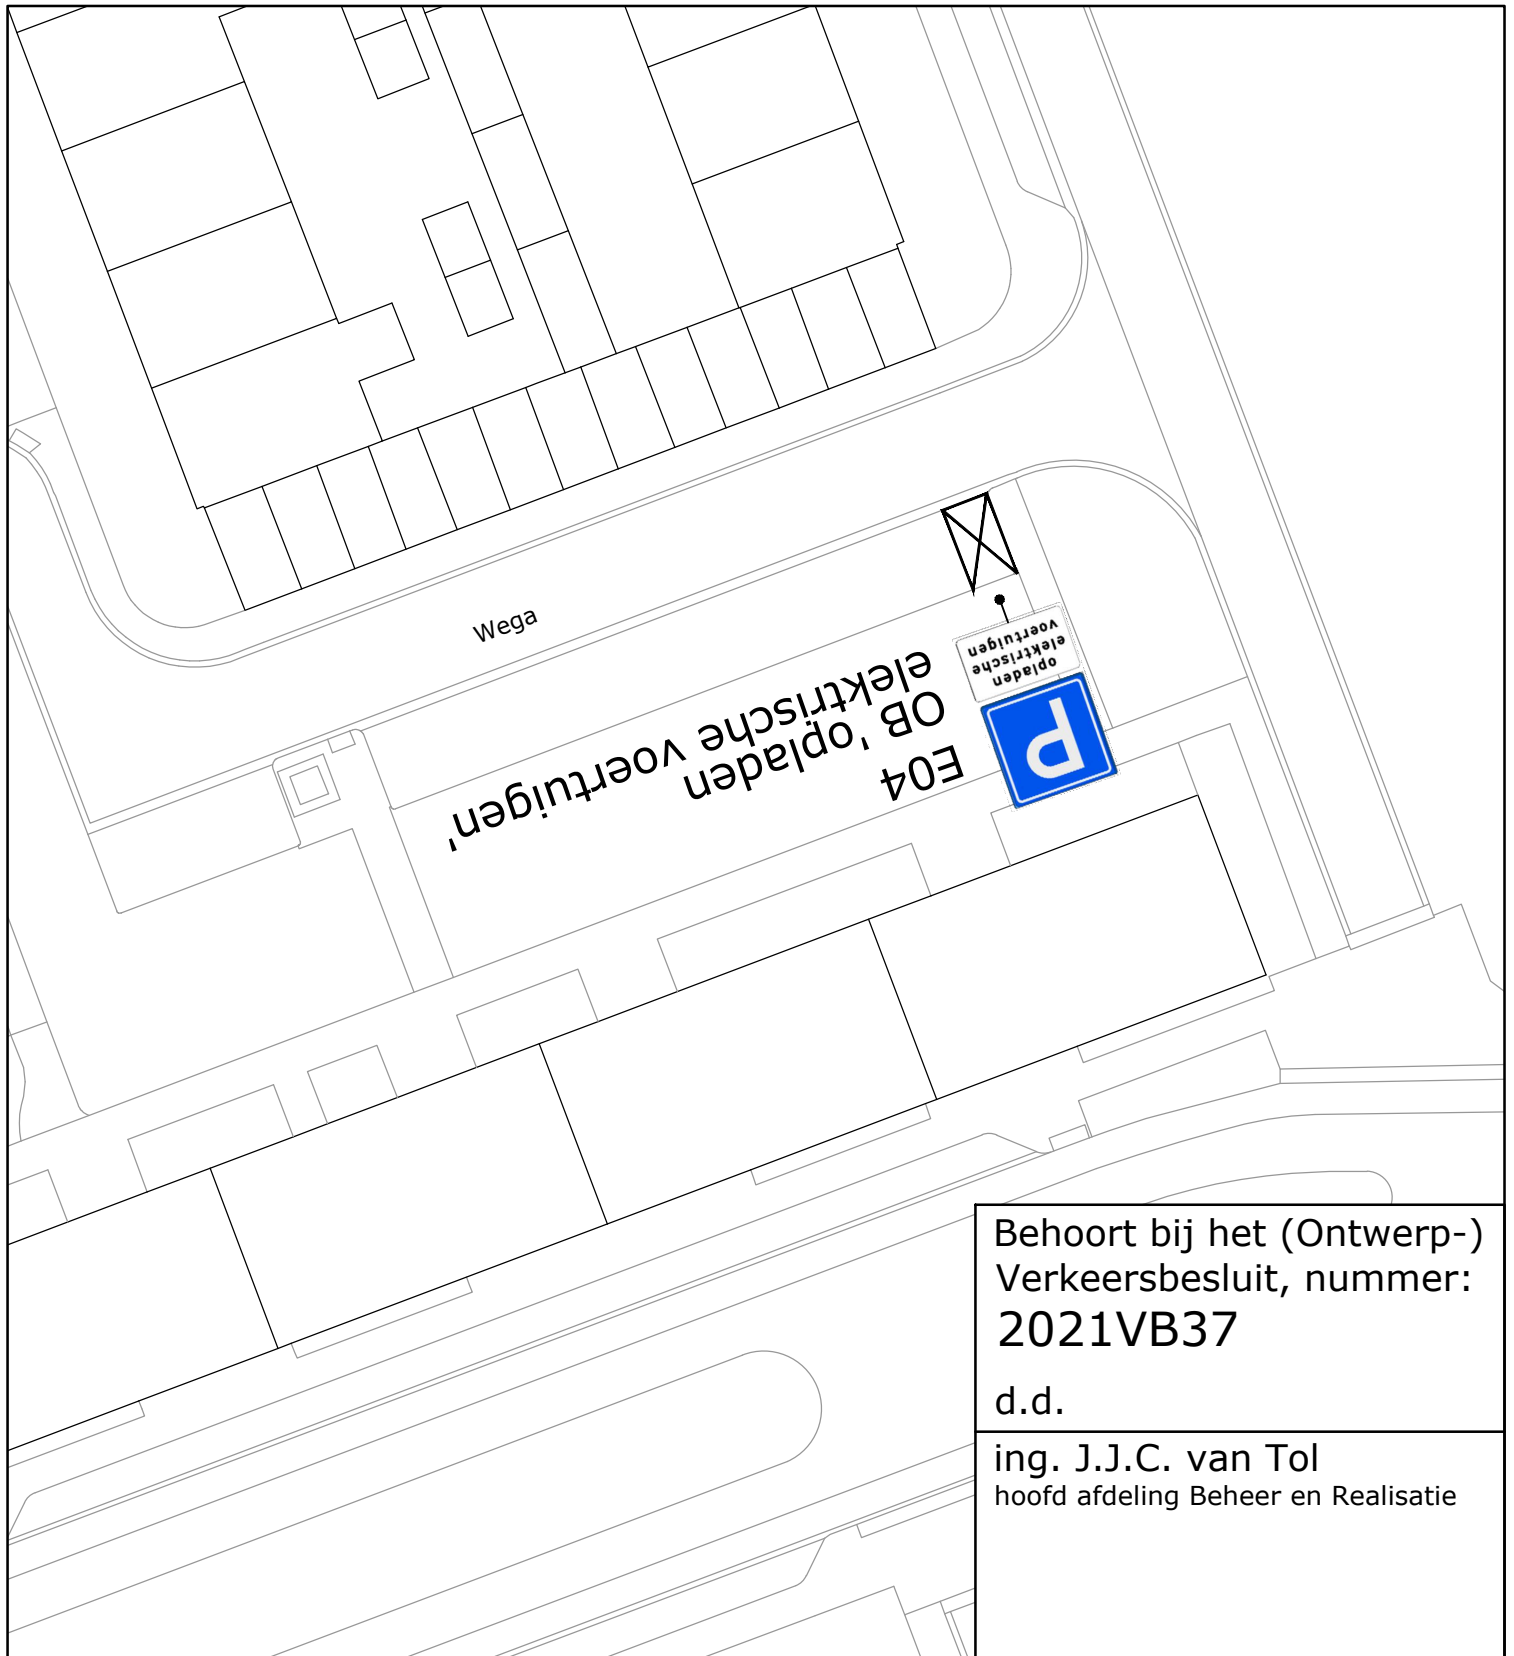 Wega
opladen
elektrische
voertuigen
P
E04
OB 'opladen
elektrische voertuigen'
Behoort bij het (Ontwerp-)
Verkeersbesluit, nummer:
2021VB37
d.d.
ing. J.J.C. van Tol
hoofd afdeling Beheer en Realisatie